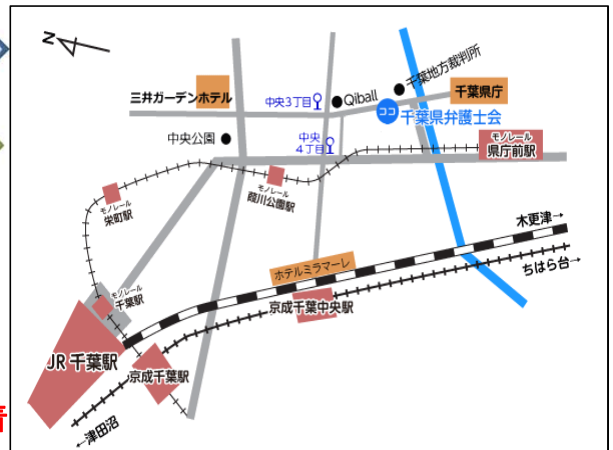 N
千葉地方裁判所
三井ガーデンホテル
中央3丁目
Qiball
千葉県庁
ココ
千葉県弁護士会
中央公園
中央
4丁目
モノレール
県庁前駅
モノレール
葭川公園駅
モノレール
栄町駅
木更津→
ちはら台→
ホテルミラマーレ
モノレール
千葉駅
京成千葉中央駅
JR 千葉駅
京成千葉駅
←津田沼